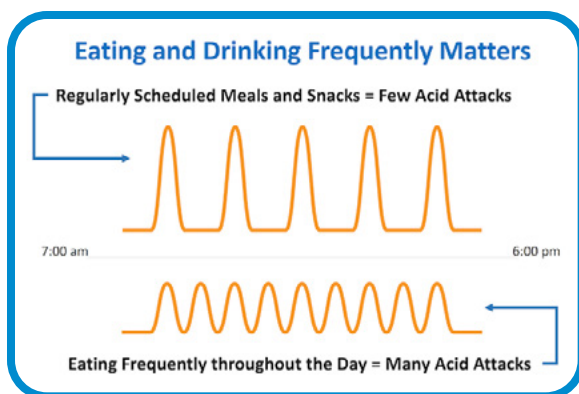 Eating and Drinking Frequently Matters
Regularly Scheduled Meals and Snacks = Few Acid Attacks
7:00 am
6:00 pm
Eating Frequently throughout the Day = Many Acid Attacks